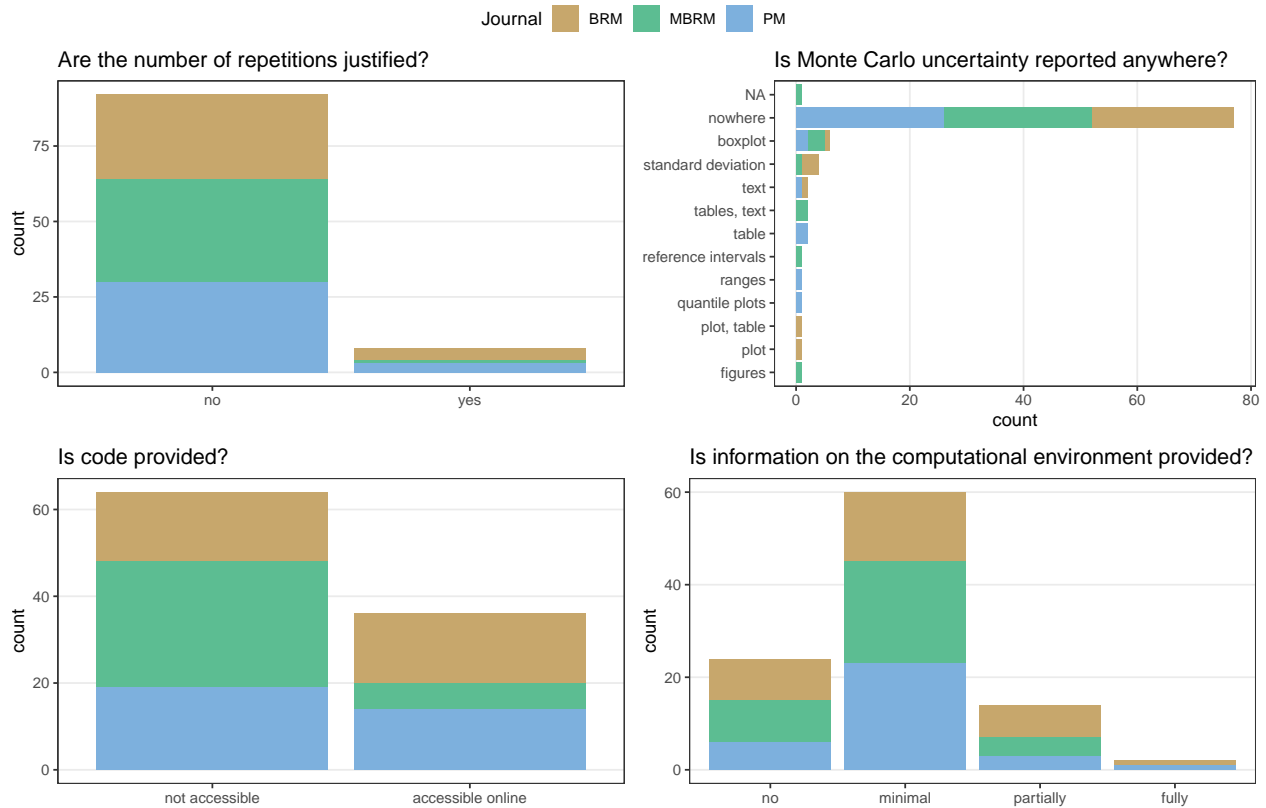 Journal BRM MBRM PM
Are the number of repetitions justified?
count
75
50
25
0
no yes
Is Monte Carlo uncertainty reported anywhere?
NA
nowhere
boxplot
standard deviation
text
tables, text
table
reference intervals
ranges
quantile plots
plot, table
plot
figures
0 20 40 60 80
count
Is code provided?
count
60
40
20
0
not accessible accessible online
Is information on the computational environment provided?
count
60
40
20
0
no minimal partially fully